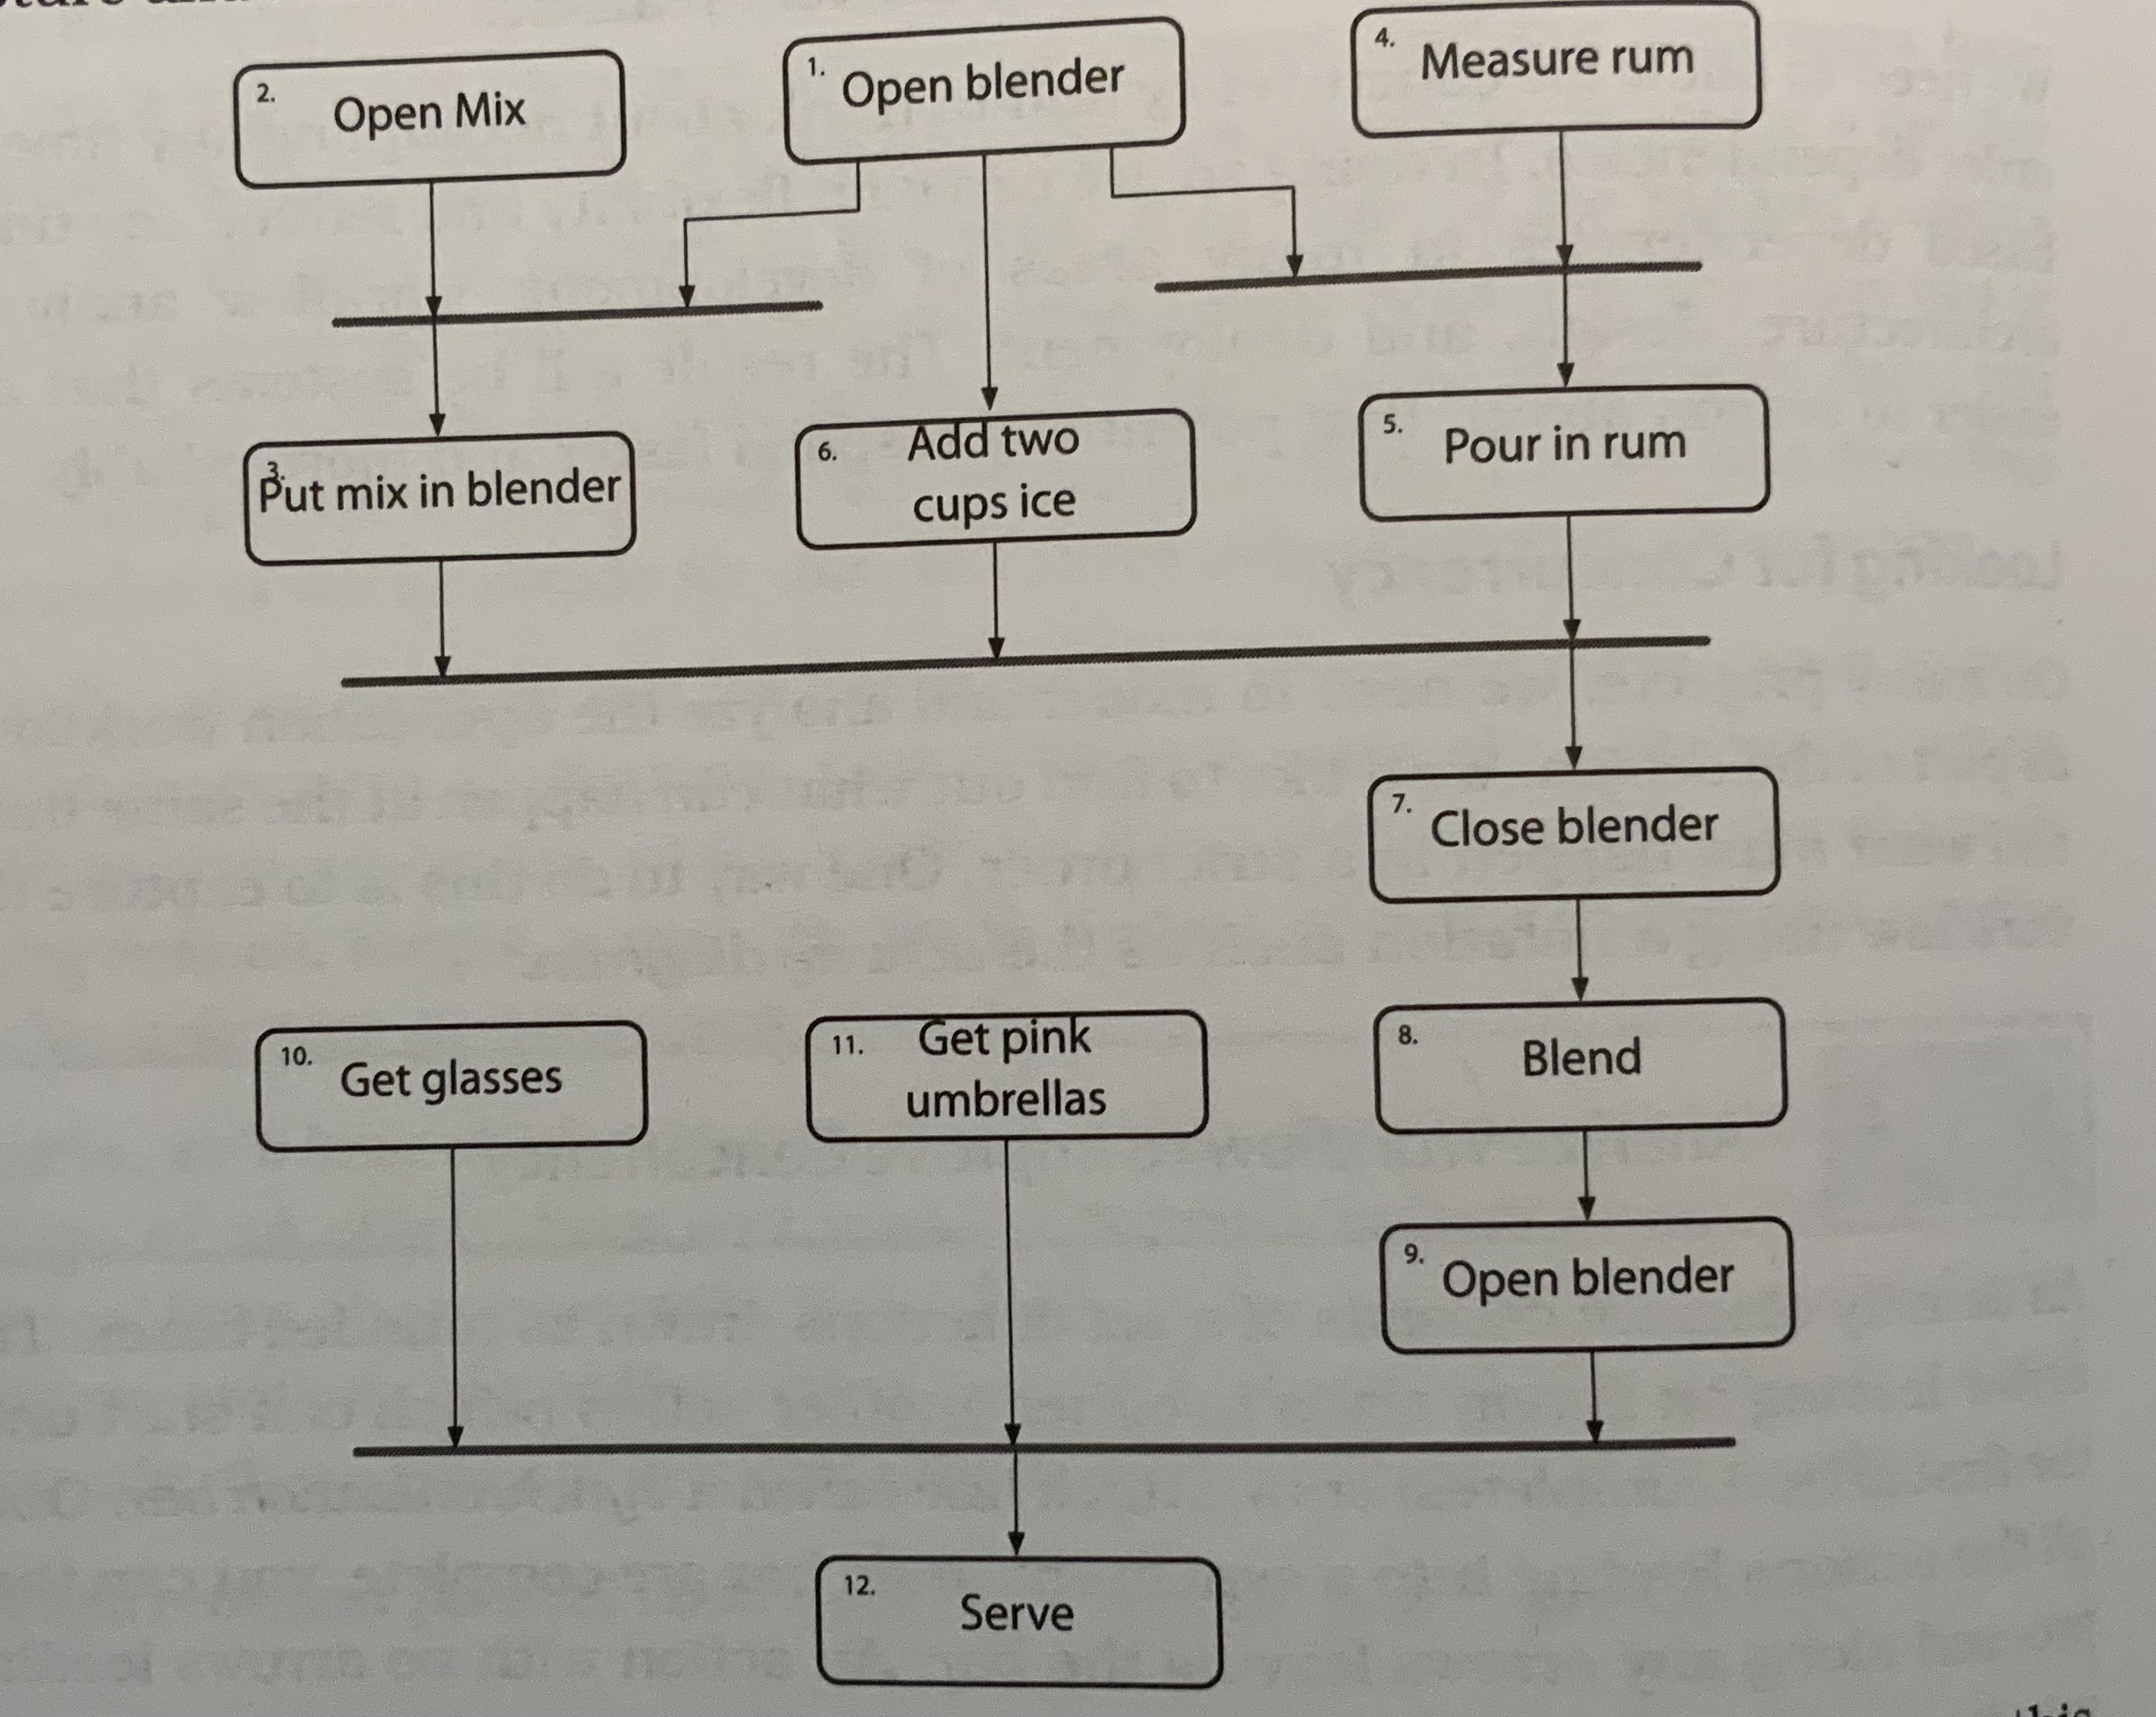 2.
Open Mix
1.
Open blender
4.
Measure rum
3.
Put mix in blender
6.
Add two
cups ice
5.
Pour in rum
7.
Close blender
10.
Get glasses
11.
Get pink
umbrellas
8.
Blend
9.
Open blender
12.
Serve